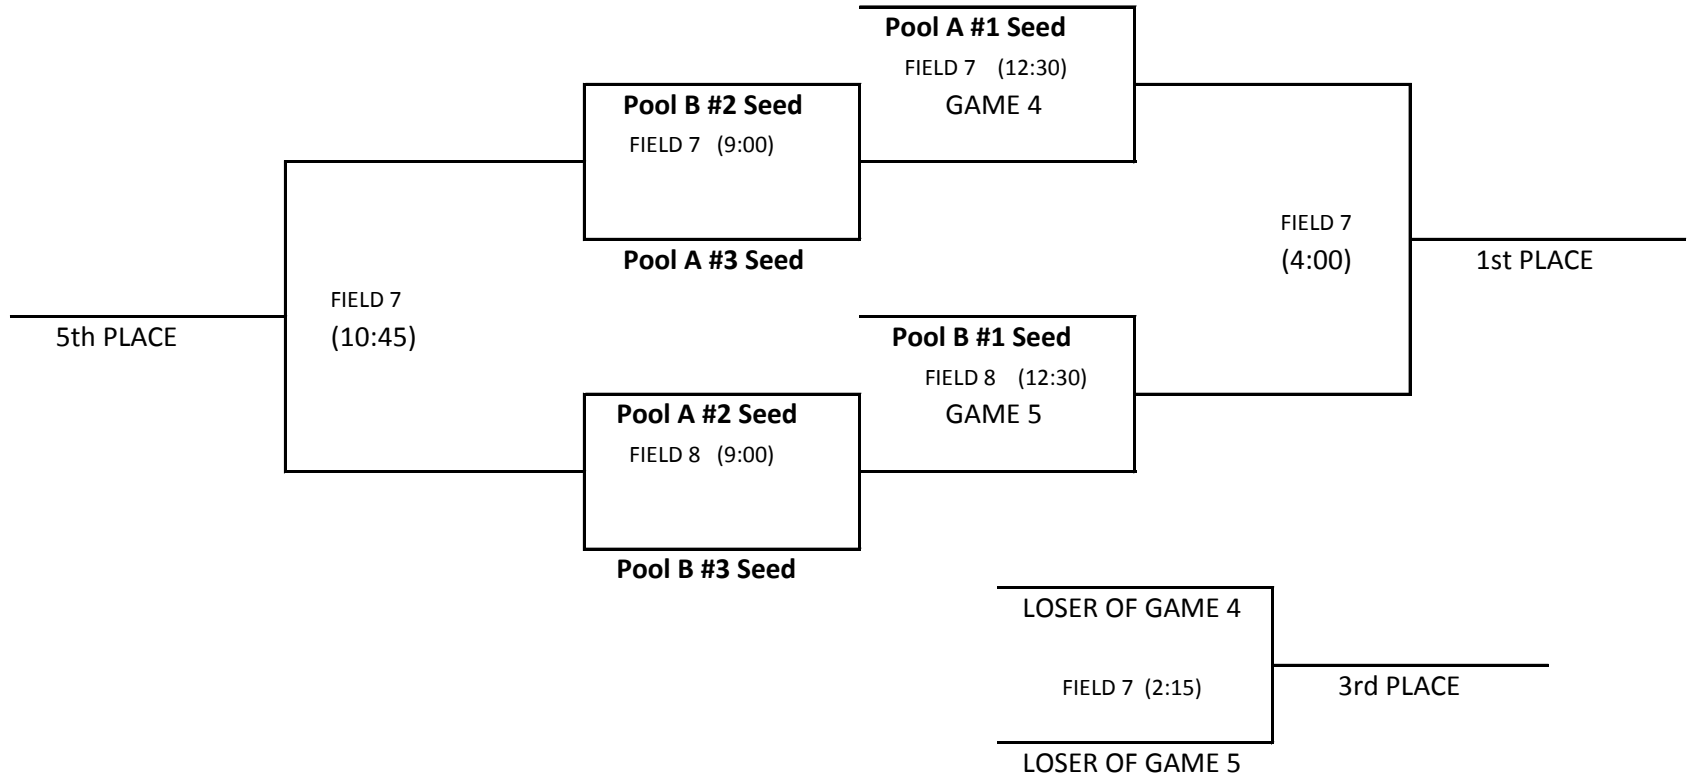 Pool A #1 Seed
FIELD 7 (12:30)
GAME 4
Pool B #2 Seed
FIELD 7 (9:00)
Pool A #3 Seed
FIELD 7
(4:00)
1st PLACE
FIELD 7
(10:45)
5th PLACE
Pool B #1 Seed
FIELD 8 (12:30)
GAME 5
Pool A #2 Seed
FIELD 8 (9:00)
Pool B #3 Seed
LOSER OF GAME 4
FIELD 7 (2:15)
3rd PLACE
LOSER OF GAME 5